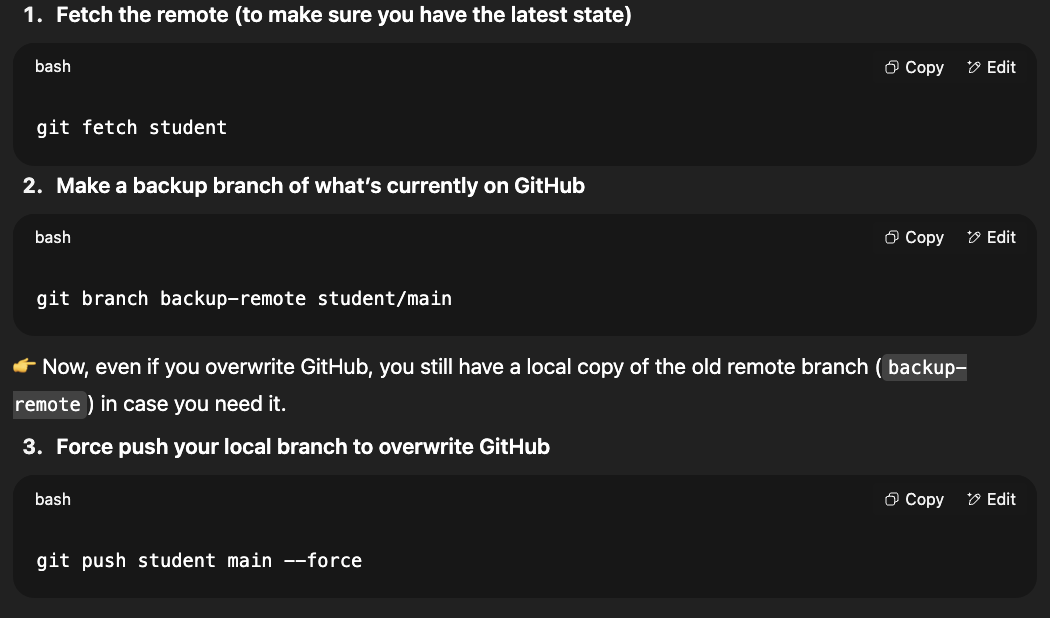 1. Fetch the remote (to make sure you have the latest state)
bash Copy Edit
git fetch student
2. Make a backup branch of what’s currently on GitHub
bash Copy Edit
git branch backup-remote student/main
👉 Now, even if you overwrite GitHub, you still have a local copy of the old remote branch (backup-
remote) in case you need it.
3. Force push your local branch to overwrite GitHub
bash Copy Edit
git push student main --force